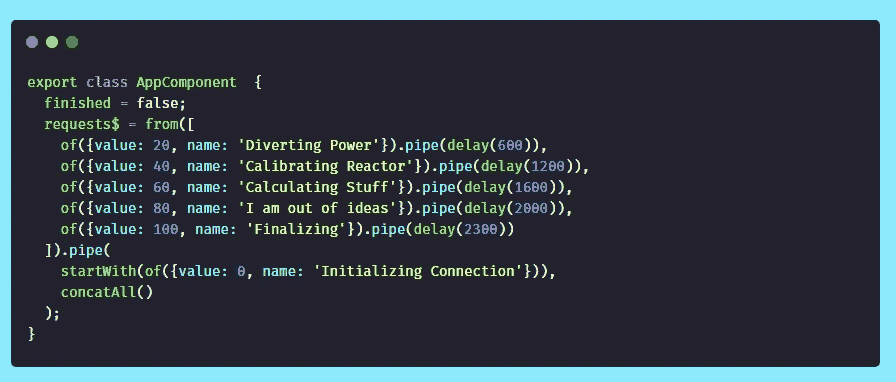 export class AppComponent  {
  finished = false;
  requests$ = from([
    of({value: 20, name: 'Diverting Power'}).pipe(delay(600)),
    of({value: 40, name: 'Calibrating Reactor'}).pipe(delay(1200)),
    of({value: 60, name: 'Calculating Stuff'}).pipe(delay(1600)),
    of({value: 80, name: 'I am out of ideas'}).pipe(delay(2000)),
    of({value: 100, name: 'Finalizing'}).pipe(delay(2300))
  ]).pipe(
    startWith(of({value: 0, name: 'Initializing Connection'})),
    concatAll()
  );
}